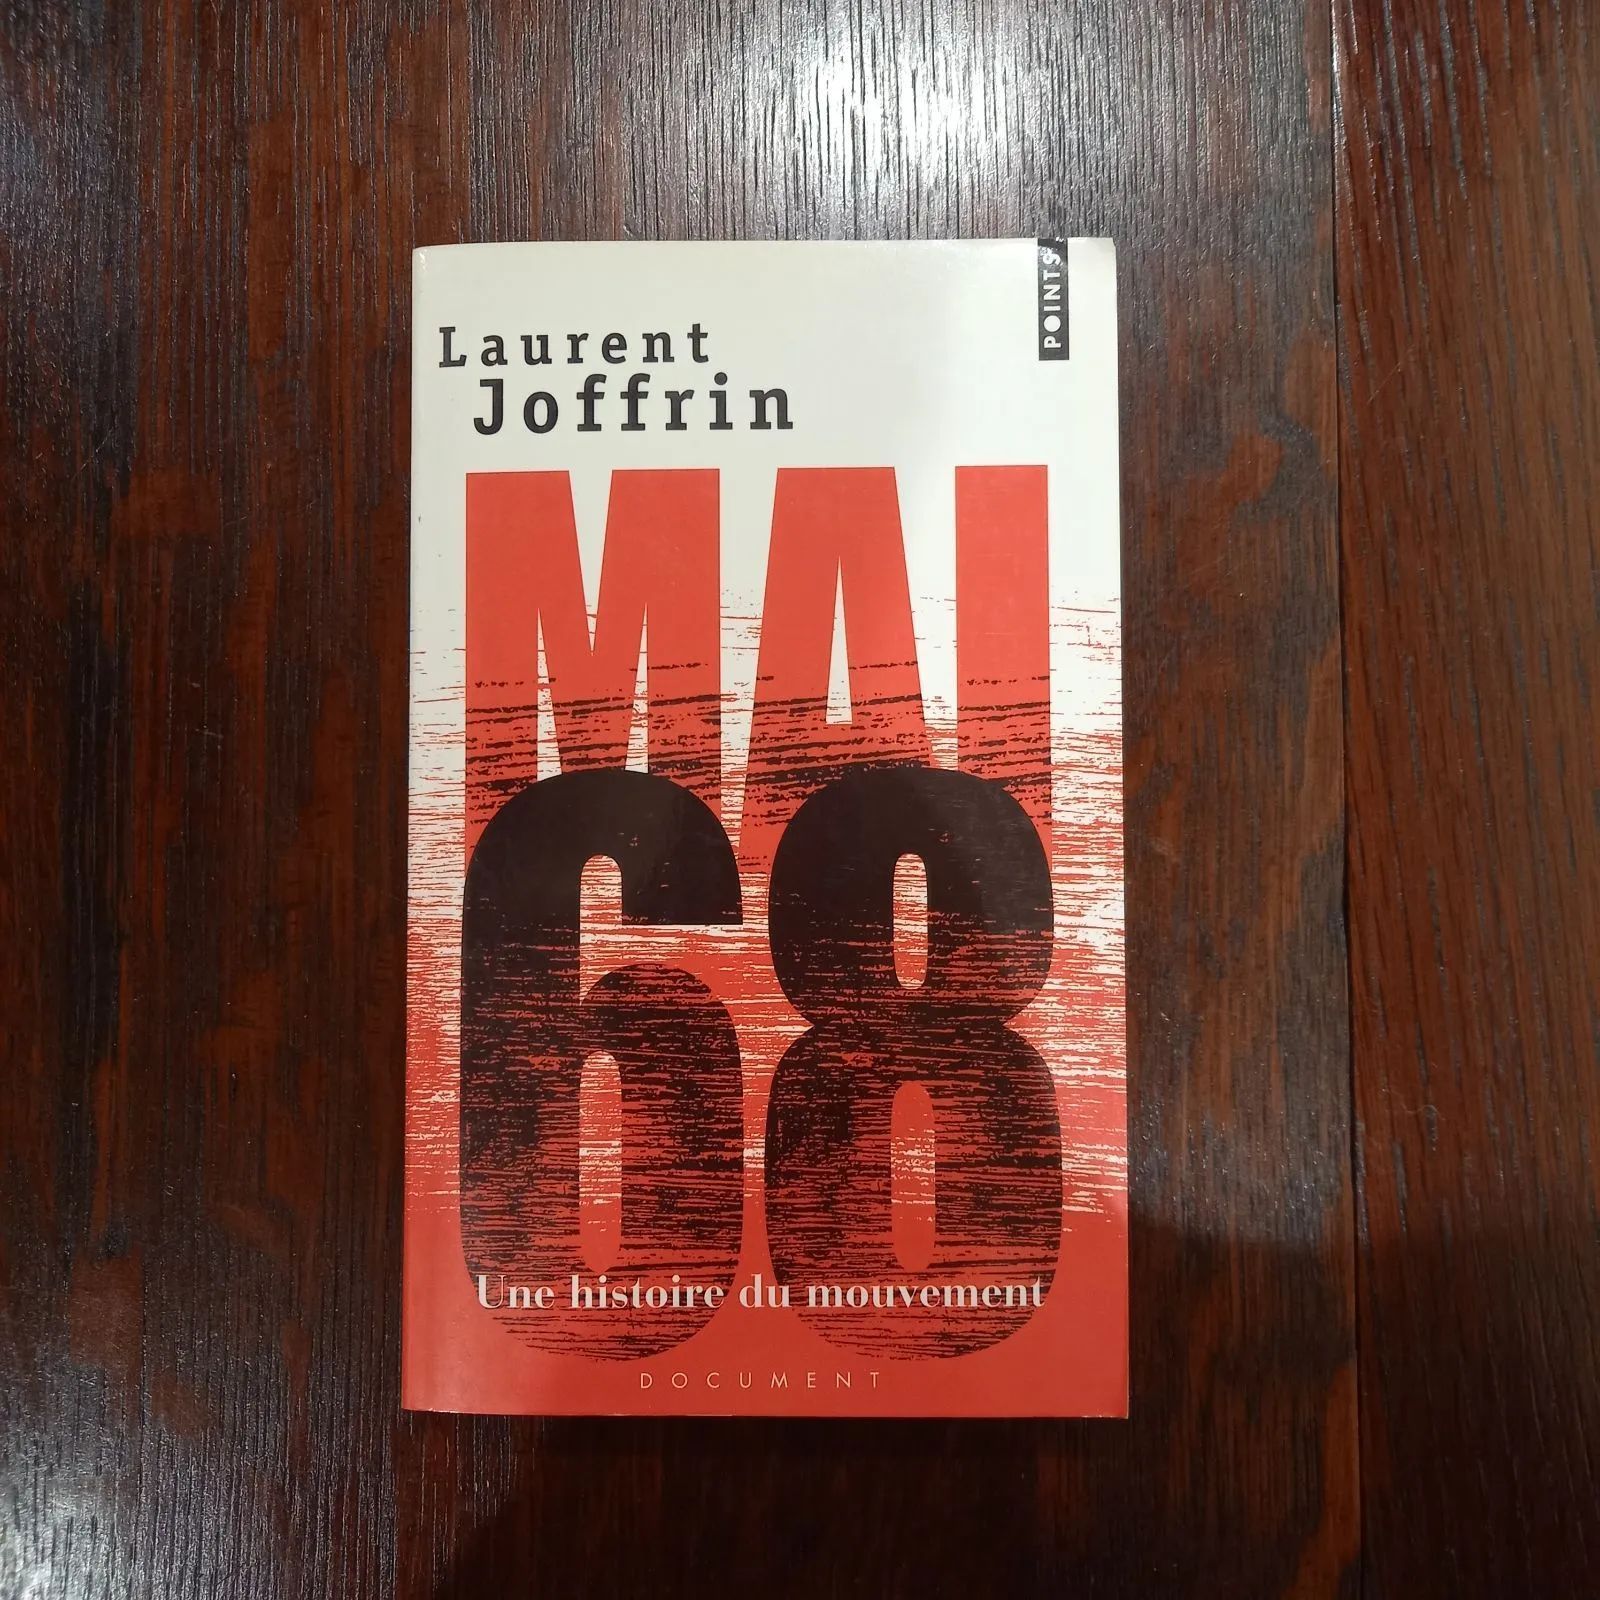 POINTS
Laurent
Joffrin
MAI
68
Une histoire du mouvement
DOCUMENT